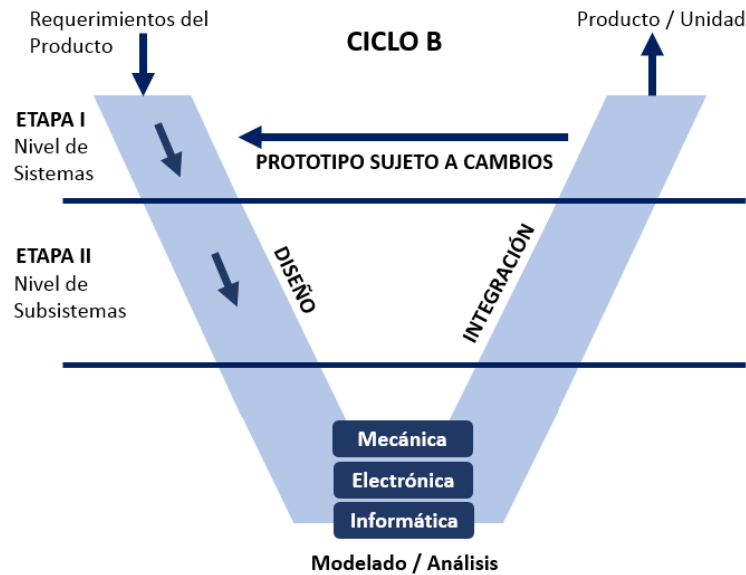 Requerimientos del
Producto
CICLO B
Producto / Unidad
ETAPA I
Nivel de
Sistemas
PROTOTIPO SUJETO A CAMBIOS
ETAPA II
Nivel de
Subsistemas
DISEÑO
INTEGRACIÓN
Mecánica
Electrónica
Informática
Modelado / Análisis